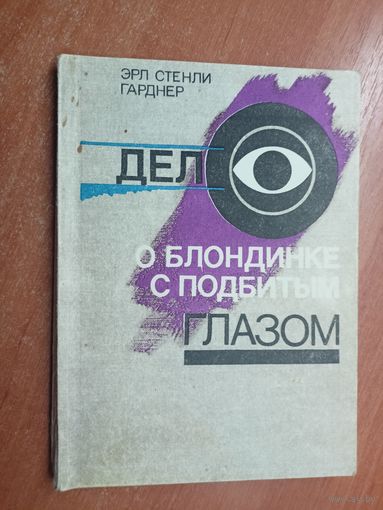 ЭРЛ СТЕНЛИ
ГАРДНЕР
ДЕЛО
О БЛОНДИНКЕ
С ПОДБИТЫМ
ГЛАЗОМ